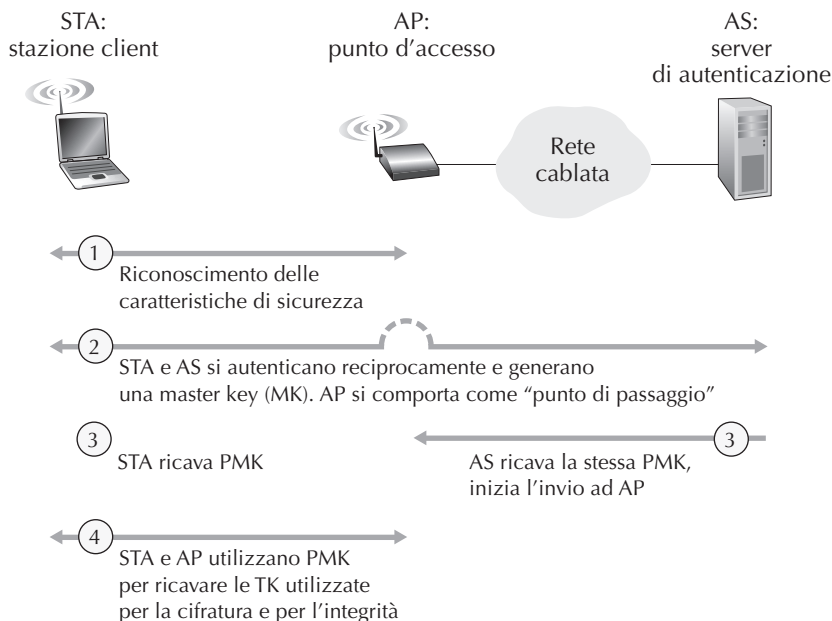 STA:
stazione client
AP:
punto d’accesso
AS:
server
di autenticazione
Rete
cablata
1
Riconoscimento delle
caratteristiche di sicurezza
2
STA e AS si autenticano reciprocamente e generano
una master key (MK). AP si comporta come “punto di passaggio”
3
STA ricava PMK
3
AS ricava la stessa PMK,
inizia l’invio ad AP
4
STA e AP utilizzano PMK
per ricavare le TK utilizzate
per la cifratura e per l’integrità